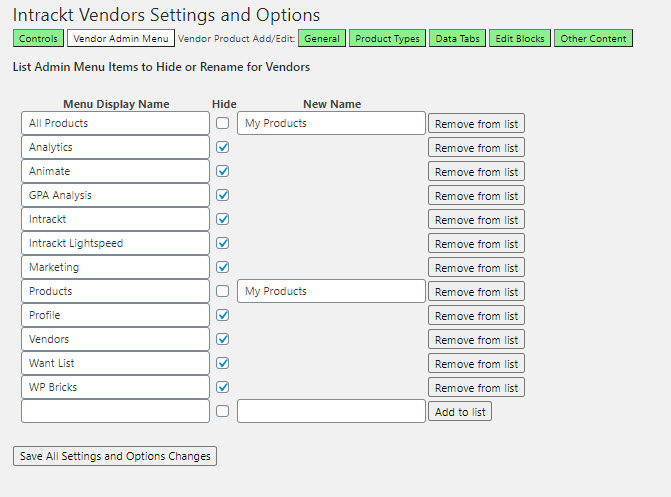 Intrackt Vendors Settings and Options
Controls Vendor Admin Menu Vendor Product Add/Edit: General Product Types Data Tabs Edit Blocks Other Content
List Admin Menu Items to Hide or Rename for Vendors
Menu Display Name Hide New Name
All Products My Products Remove from list
Analytics Remove from list
Animate Remove from list
GPA Analysis Remove from list
Intrackt Remove from list
Intrackt Lightspeed Remove from list
Marketing Remove from list
Products My Products Remove from list
Profile Remove from list
Vendors Remove from list
Want List Remove from list
WP Bricks Remove from list
Add to list
Save All Settings and Options Changes